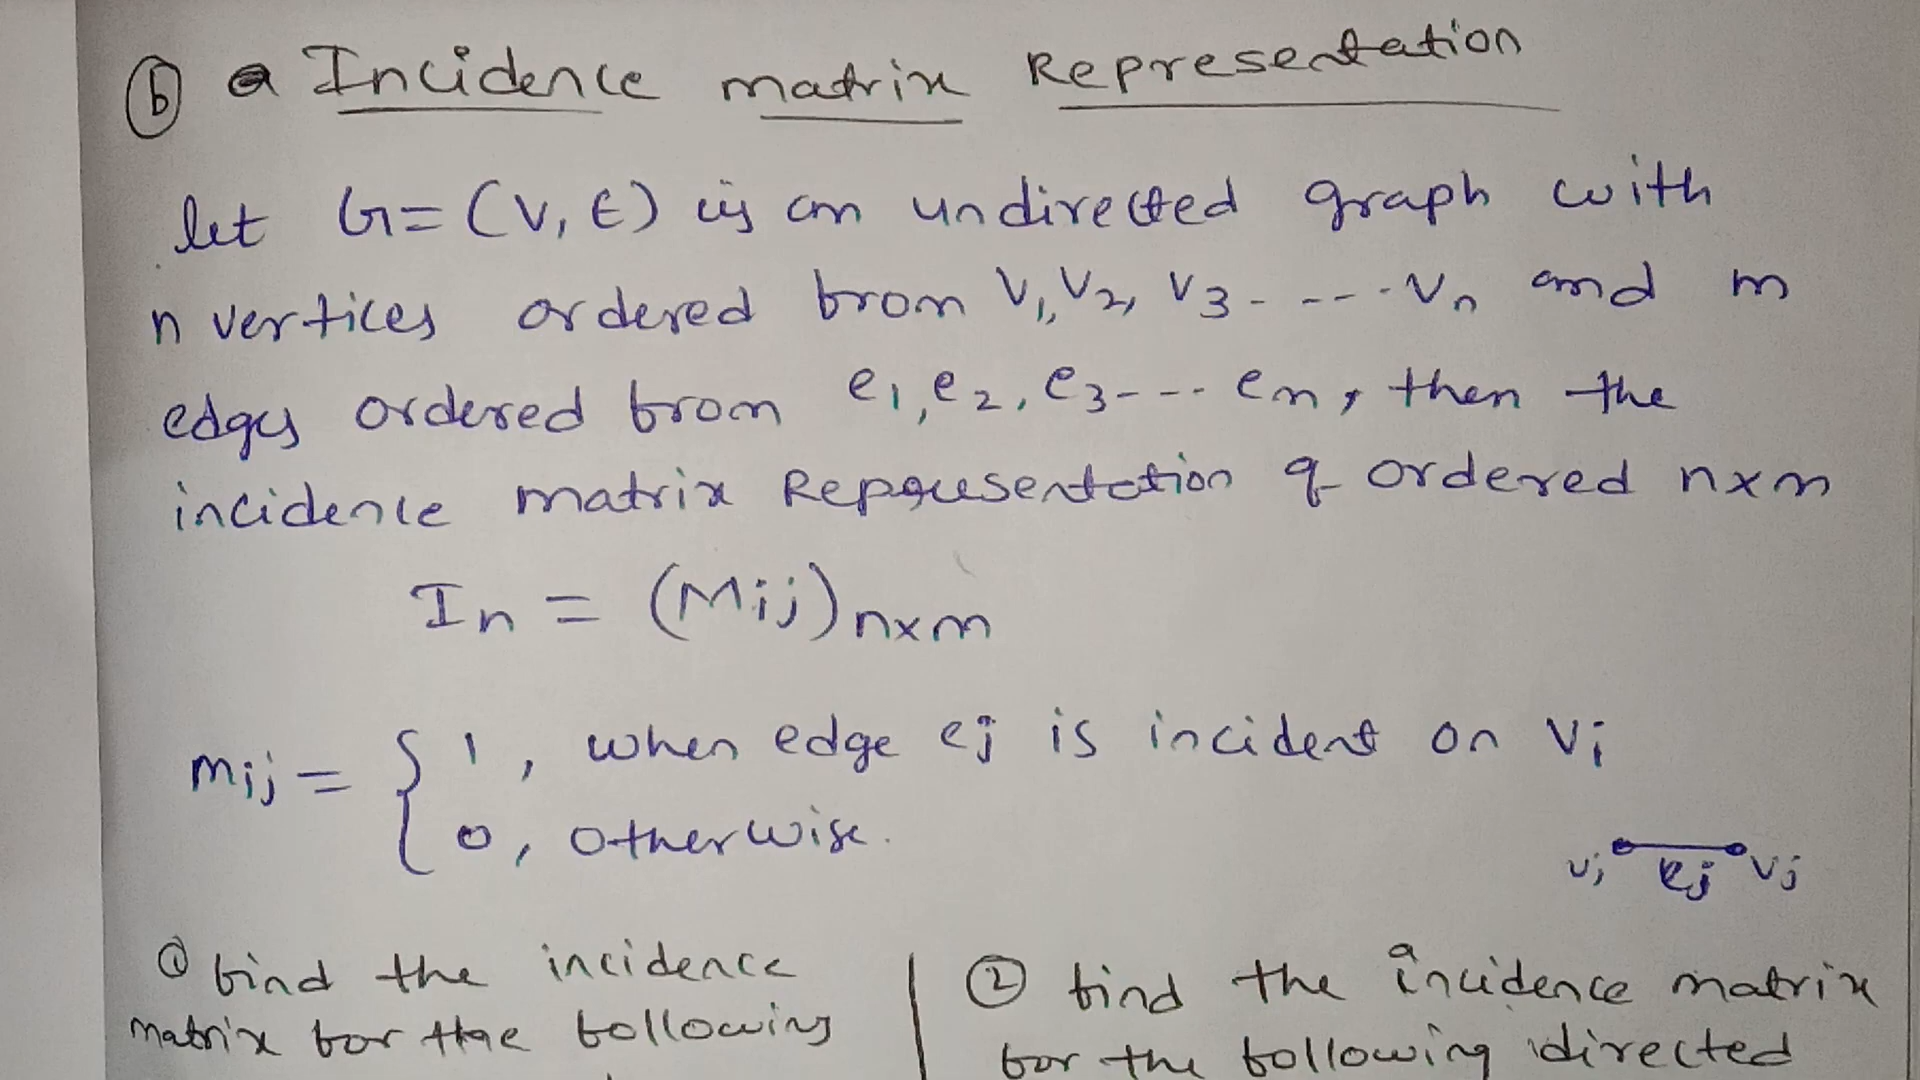 (b) Incidence matrix Representation
let G=(V,E) is an undirected graph with
n vertices ordered from V1, V2, V3 - --- Vn and m
edges ordered from e1, e2, e3--- em, then the
incidence matrix Representation of ordered nxm
In = (Mij)nxm
mij = { 1, when edge ej is incident on Vi
0, otherwise.
vi ej vj
① find the incidence
matrix for the following
② find the incidence matrix
for the following directed